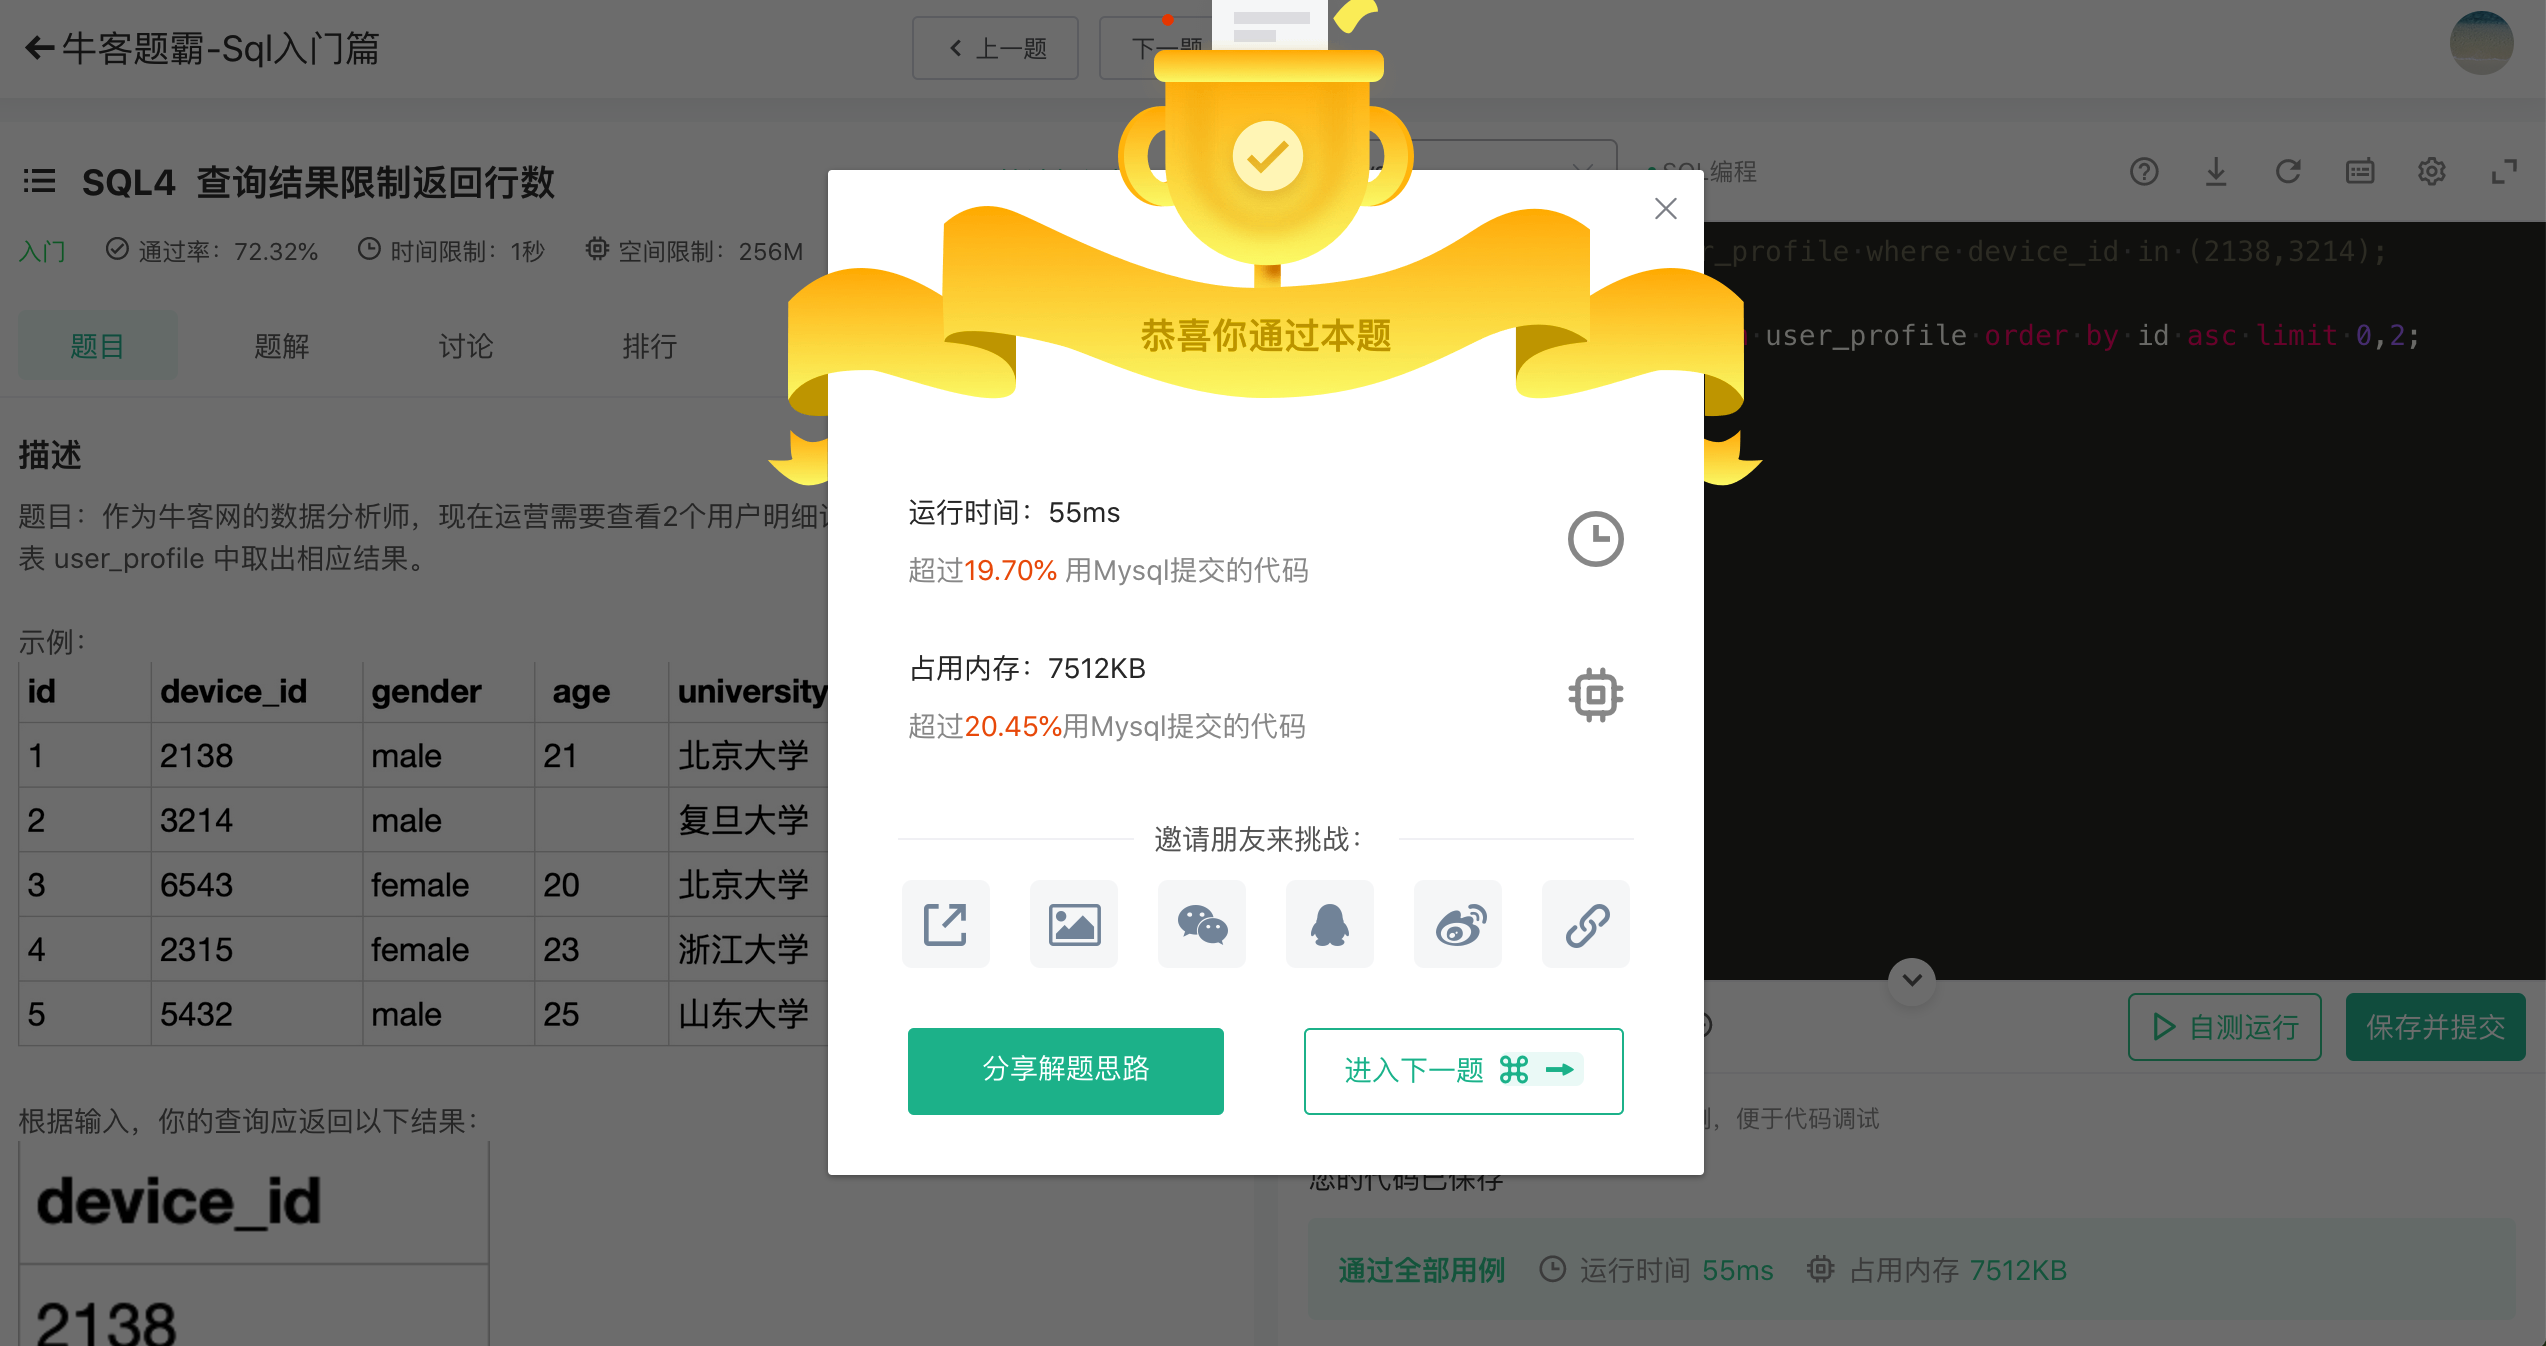 牛客题霸-Sql入门篇
上一题
下一题
SQL4 查询结果限制返回行数
SQL编程
入门 通过率：72.32% 时间限制：1秒 空间限制：256M
题目 题解 讨论 排行
描述
题目：作为牛客网的数据分析师，现在运营需要查看2个用户明细
表 user_profile 中取出相应结果。
示例：
id device_id gender age university
1 2138 male 21 北京大学
2 3214 male 复旦大学
3 6543 female 20 北京大学
4 2315 female 23 浙江大学
5 5432 male 25 山东大学
根据输入，你的查询应返回以下结果：
device_id
2138
恭喜你通过本题
运行时间：55ms
超过19.70% 用Mysql提交的代码
占用内存：7512KB
超过20.45%用Mysql提交的代码
邀请朋友来挑战：
分享解题思路
进入下一题 ⌘ →
_profile where device_id in (2138,3214);
user_profile order by id asc limit 0,2;
自测运行
保存并提交
，便于代码调试
您的代码已保存
通过全部用例 运行时间 55ms 占用内存 7512KB